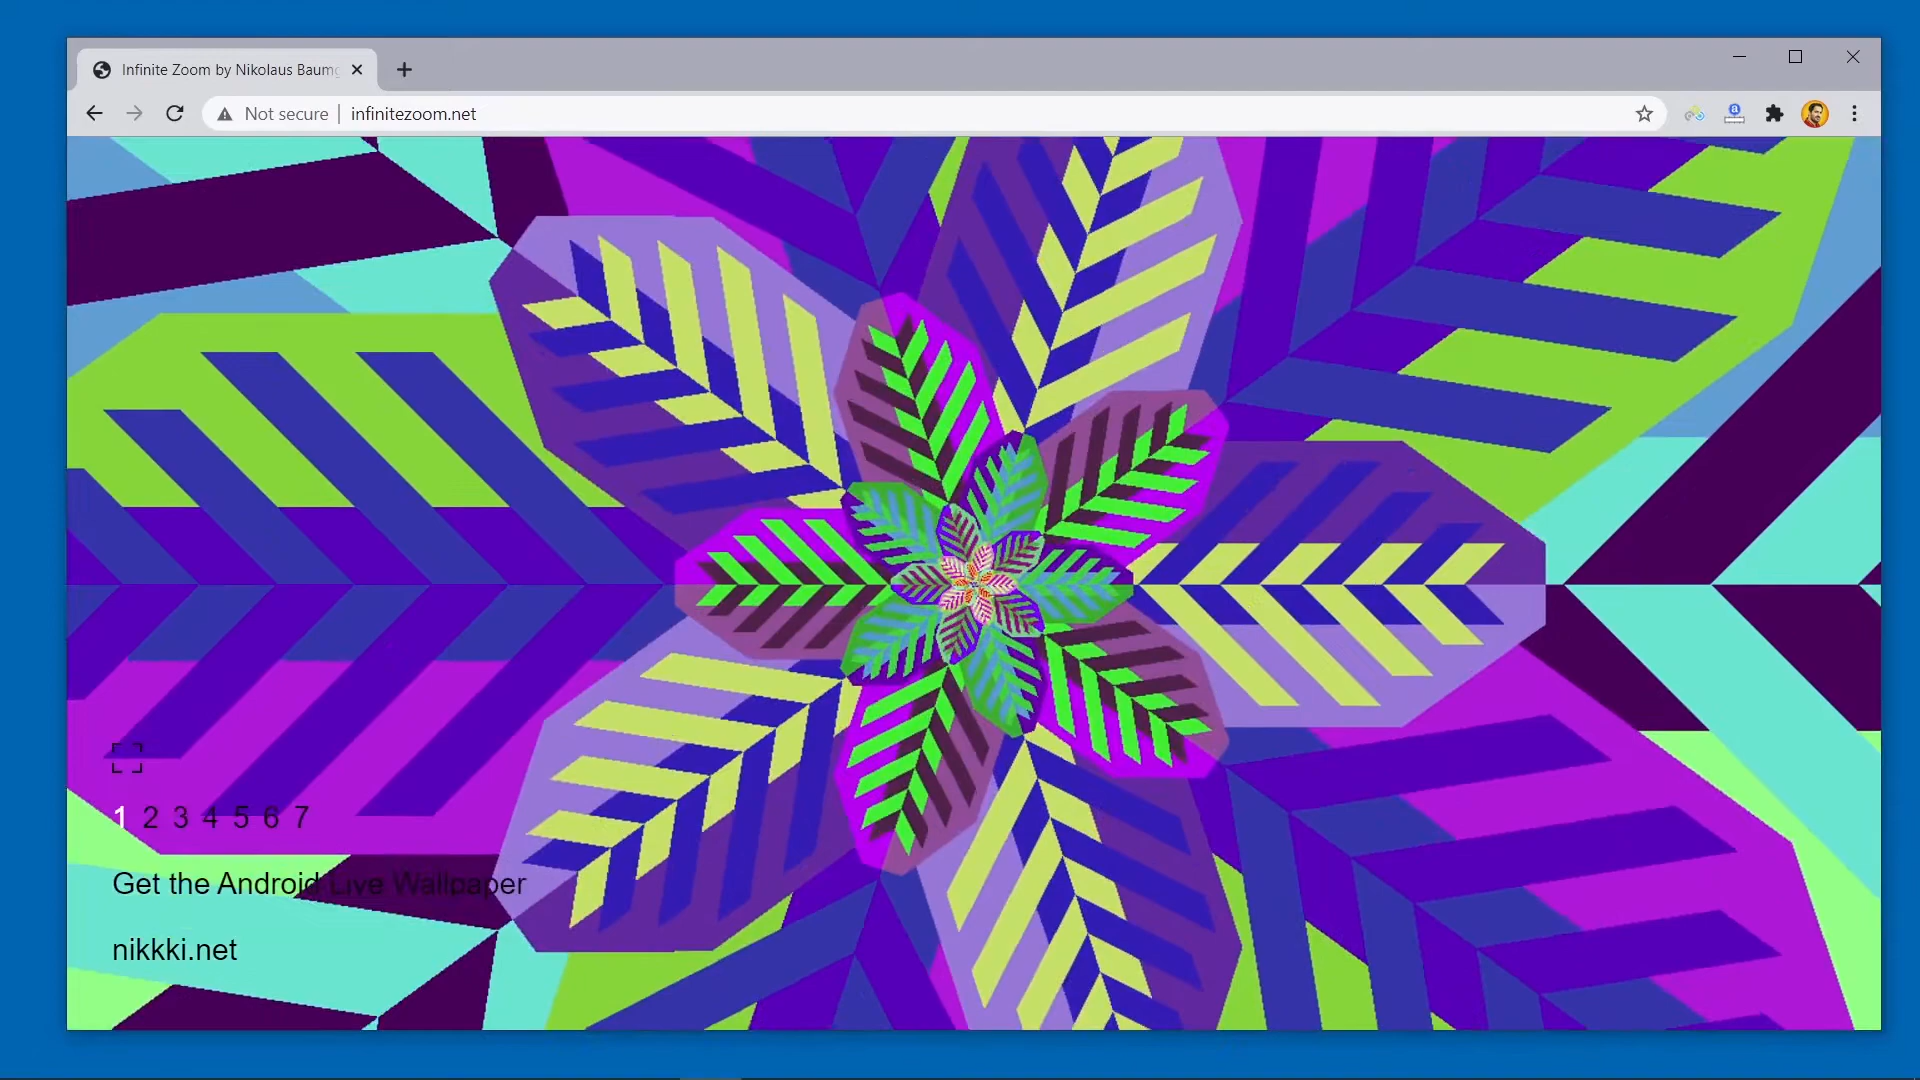 Infinite Zoom by Nikolaus Baumg
Not secure | infinitezoom.net
1 2 3 4 5 6 7
Get the Android Live Wallpaper
nikkki.net